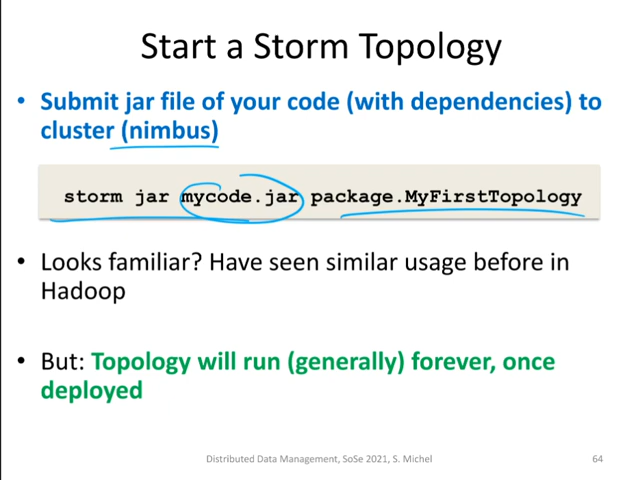 Start a Storm Topology
• Submit jar file of your code (with dependencies) to
cluster (nimbus)
storm jar mycode.jar package.MyFirstTopology
• Looks familiar? Have seen similar usage before in
Hadoop
• But: Topology will run (generally) forever, once
deployed
Distributed Data Management, SoSe 2021, S. Michel
64